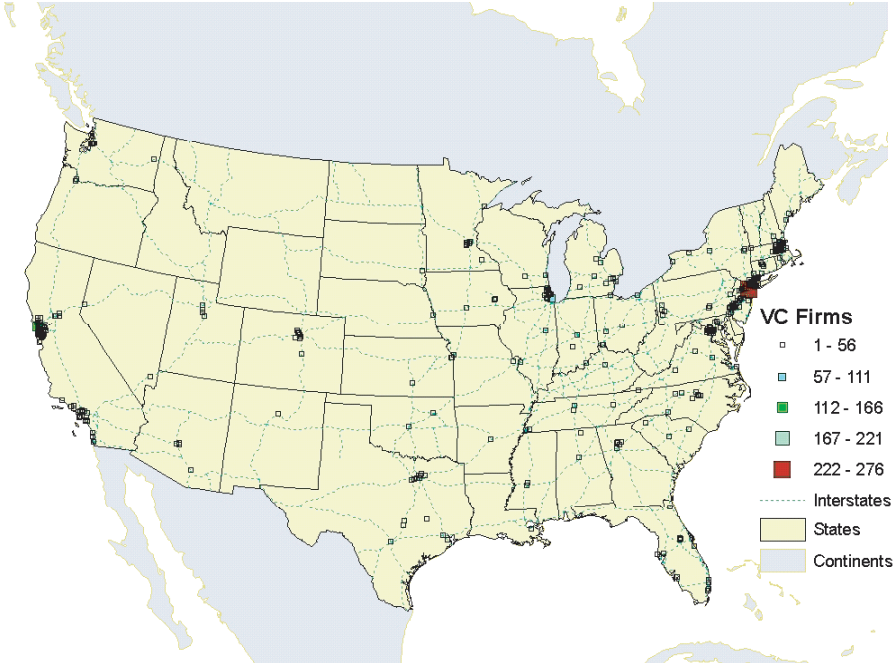 VC Firms
1 - 56
57 - 111
112 - 166
167 - 221
222 - 276
Interstates
States
Continents